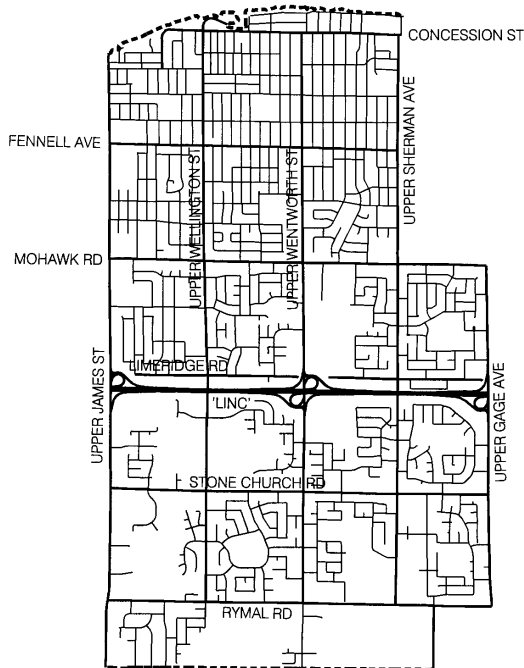 CONCESSION ST
UPPER SHERMAN AVE
FENNELL AVE
UPPER WELLINGTON ST
UPPER WENTWORTH ST
MOHAWK RD
LIMERIDGE RD
UPPER JAMES ST
'LINC'
UPPER GAGE AVE
STONE CHURCH RD
RYMAL RD